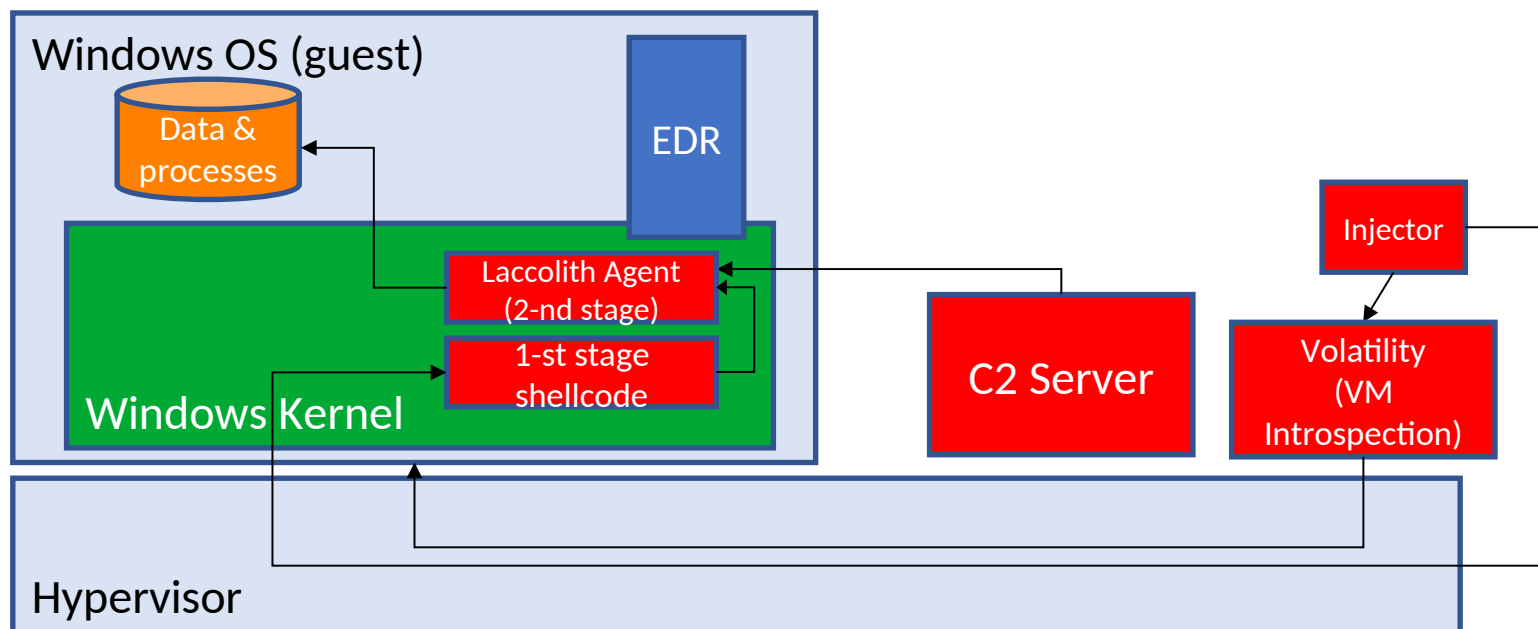 Windows OS (guest)
Data &
processes
EDR
Injector
Laccolith Agent
(2-nd stage)
1-st stage
shellcode
Windows Kernel
C2 Server
Volatility
(VM
Introspection)
Hypervisor